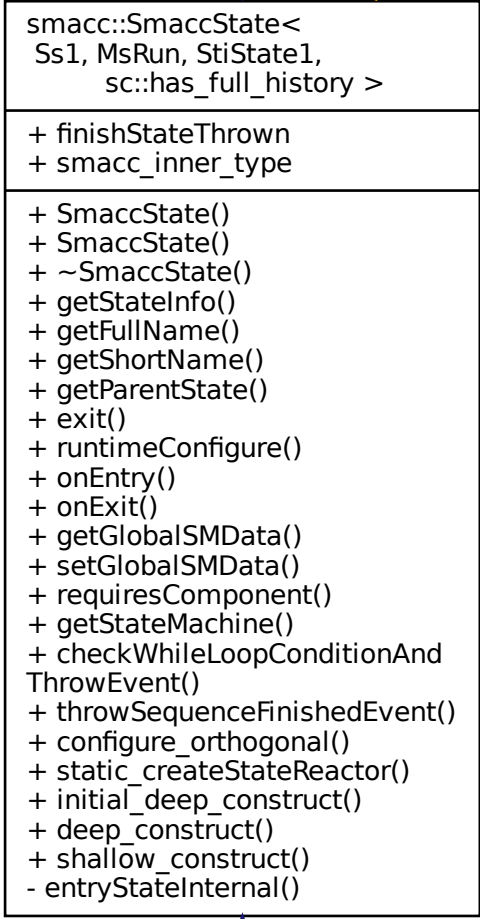 smacc::SmaccState<
Ss1, MsRun, StiState1,
sc::has_full_history >
+ finishStateThrown
+ smacc_inner_type
+ SmaccState()
+ SmaccState()
+ ~SmaccState()
+ getStateInfo()
+ getFullName()
+ getShortName()
+ getParentState()
+ exit()
+ runtimeConfigure()
+ onEntry()
+ onExit()
+ getGlobalSMData()
+ setGlobalSMData()
+ requiresComponent()
+ getStateMachine()
+ checkWhileLoopConditionAnd
ThrowEvent()
+ throwSequenceFinishedEvent()
+ configure_orthogonal()
+ static_createStateReactor()
+ initial_deep_construct()
+ deep_construct()
+ shallow_construct()
- entryStateInternal()